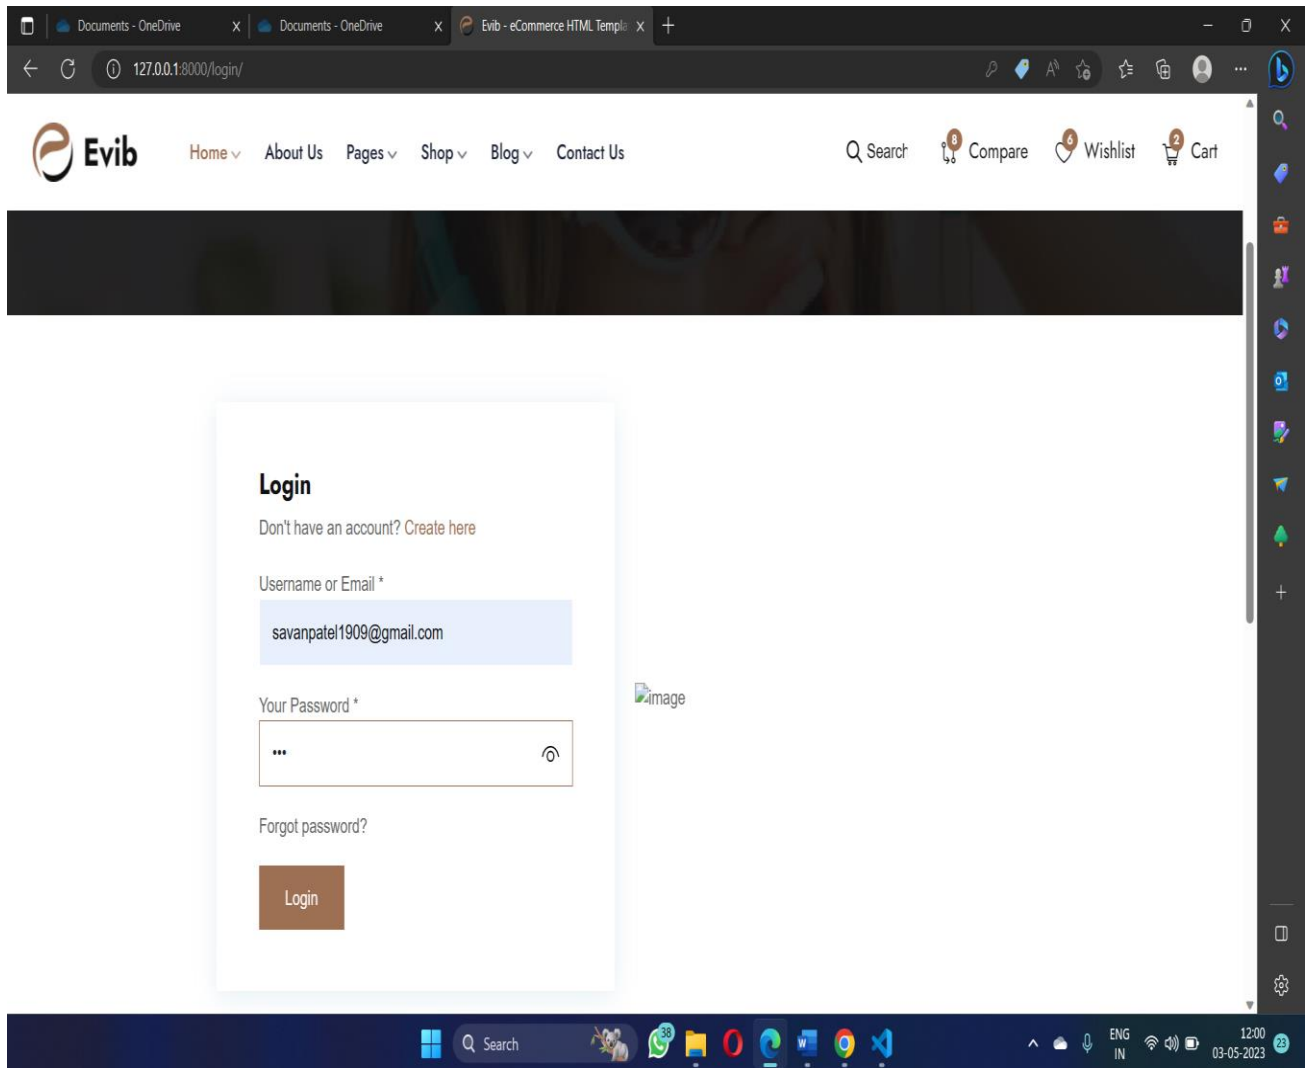 Documents - OneDrive
Documents - OneDrive
Evib - eCommerce HTML Templa
127.0.0.1:8000/login/
Evib
Home
About Us
Pages
Shop
Blog
Contact Us
Search
8
Compare
6
Wishlist
2
Cart
Login
Don't have an account? Create here
Username or Email *
savanpatel1909@gmail.com
Your Password *
•••
image
Forgot password?
Login
Search
38
ENG
IN
12:00
03-05-2023
23